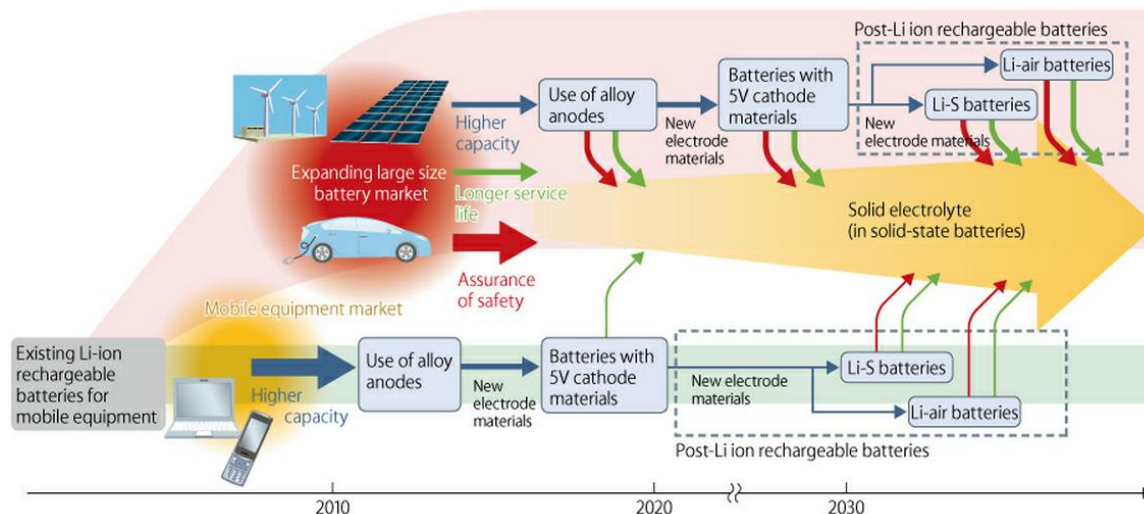 Post-Li ion rechargeable batteries
Li-air batteries
Use of alloy
anodes
Batteries with
5V cathode
materials
Li-S batteries
Higher
capacity
New
electrode
materials
New
electrode materials
Expanding large size
battery market
Longer service
life
Solid electrolyte
(in solid-state batteries)
Assurance
of safety
Mobile equipment market
Existing Li-ion
rechargeable
batteries for
mobile equipment
Higher
capacity
Use of alloy
anodes
New
electrode
materials
Batteries with
5V cathode
materials
New electrode
materials
Li-S batteries
Li-air batteries
Post-Li ion rechargeable batteries
2010
2020
2030